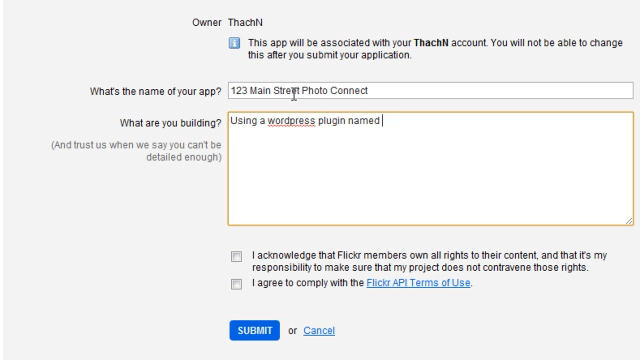 Owner ThachN
This app will be associated with your ThachN account. You will not be able to change
this after you submit your application.
What's the name of your app? 123 Main Street Photo Connect
What are you building? Using a wordpress plugin named
(And trust us when we say you can't be
detailed enough)
I acknowledge that Flickr members own all rights to their content, and that it's my
responsibility to make sure that my project does not contravene those rights.
I agree to comply with the Flickr API Terms of Use.
SUBMIT or Cancel